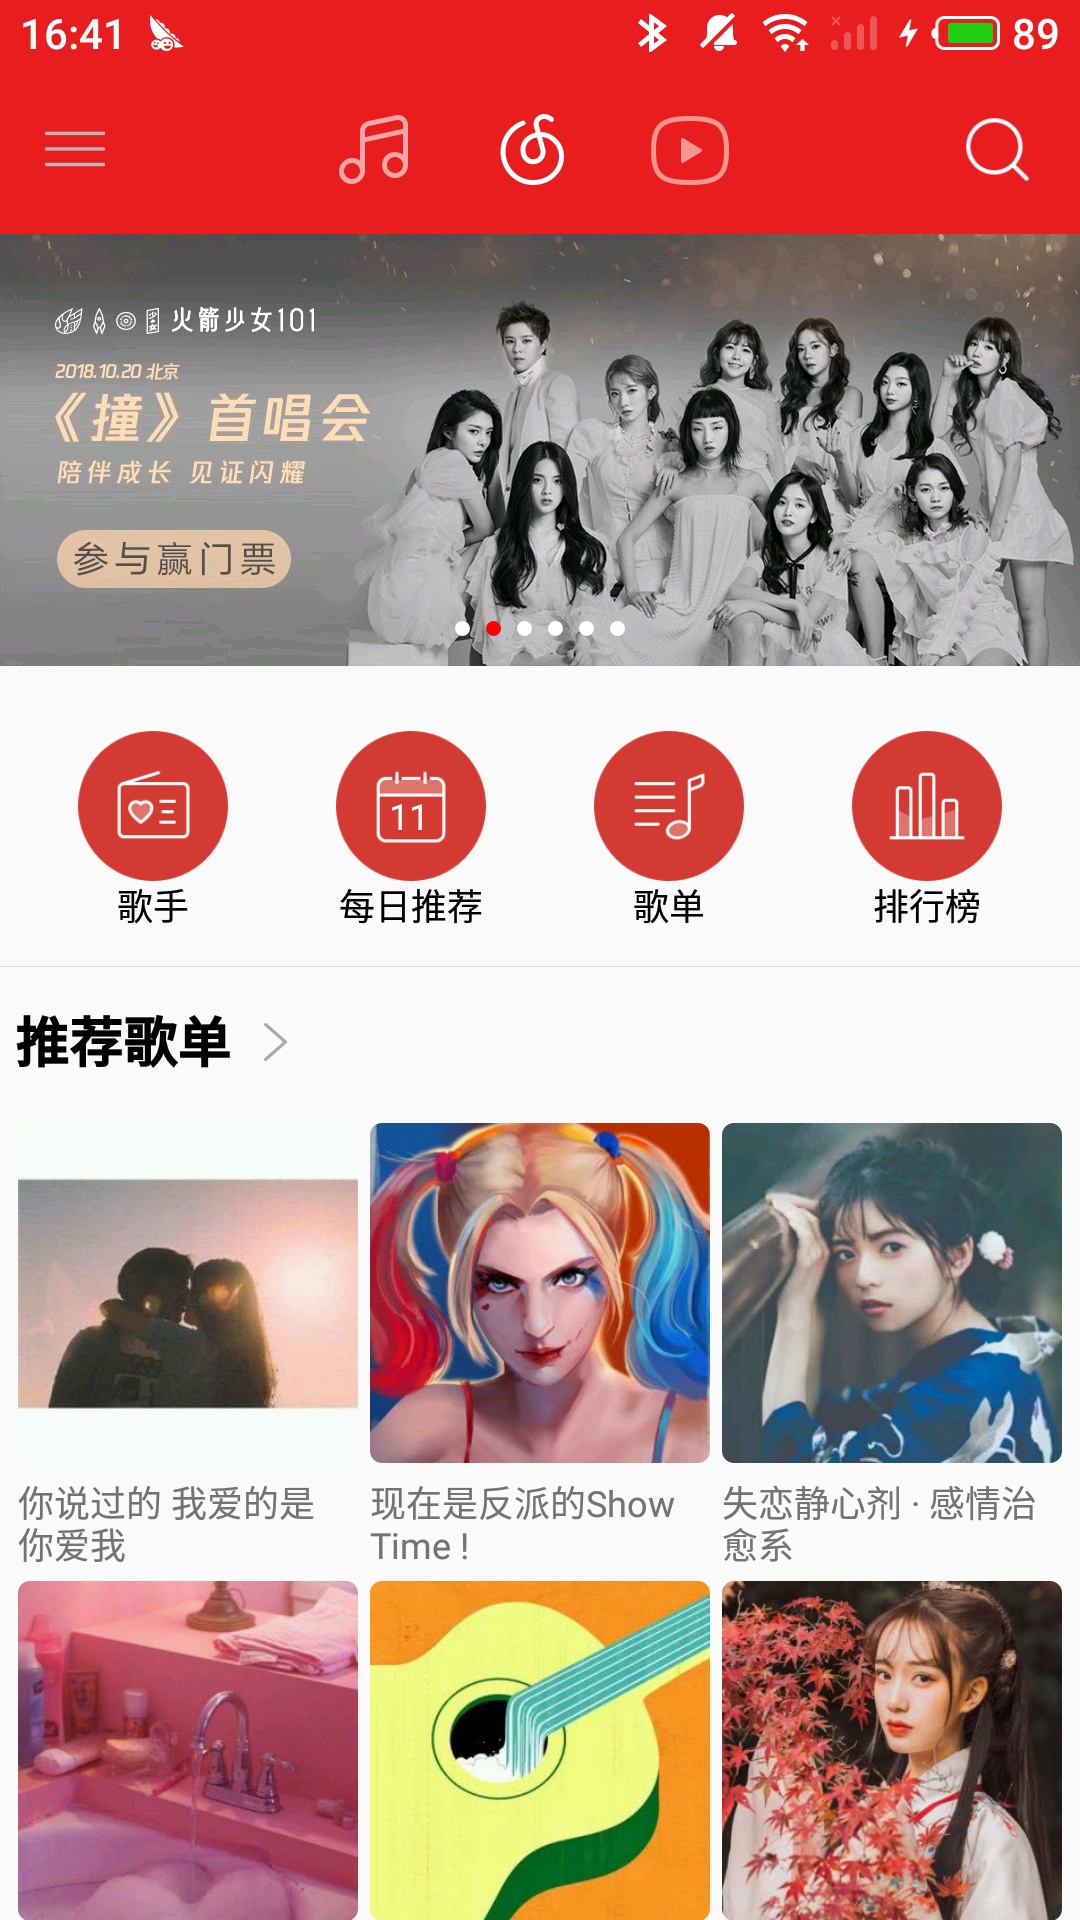 16:41
89
火箭少女101
2018.10.20 北京
《撞》首唱会
陪伴成长 见证闪耀
参与赢门票
11
歌手
每日推荐
歌单
排行榜
推荐歌单
你说过的 我爱的是
你爱我
现在是反派的Show
Time !
失恋静心剂 · 感情治
愈系